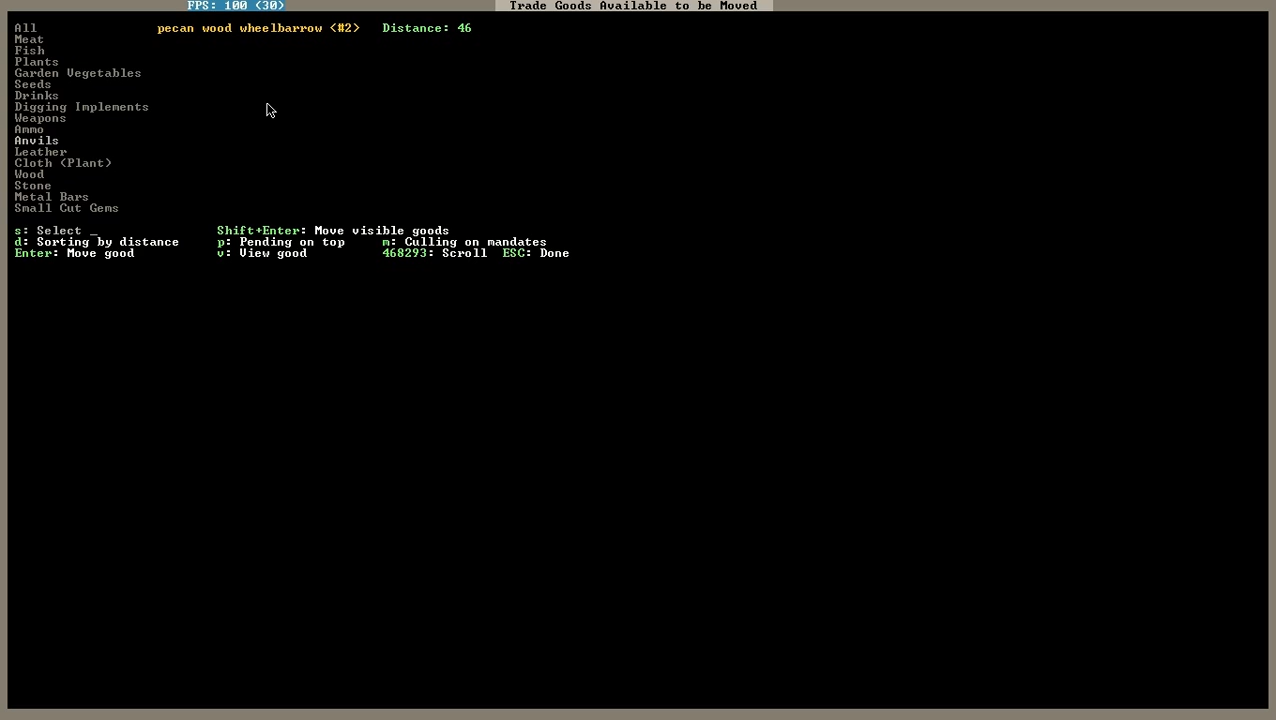 FPS: 100 (30) Trade Goods Available to be Moved
All pecan wood wheelbarrow <#2> Distance: 46
Meat
Fish
Plants
Garden Vegetables
Seeds
Drinks
Digging Implements
Weapons
Ammo
Anvils
Leather
Cloth (Plant)
Wood
Stone
Metal Bars
Small Cut Gems
s: Select _ Shift+Enter: Move visible goods
d: Sorting by distance p: Pending on top m: Culling on mandates
Enter: Move good v: View good 468293: Scroll ESC: Done